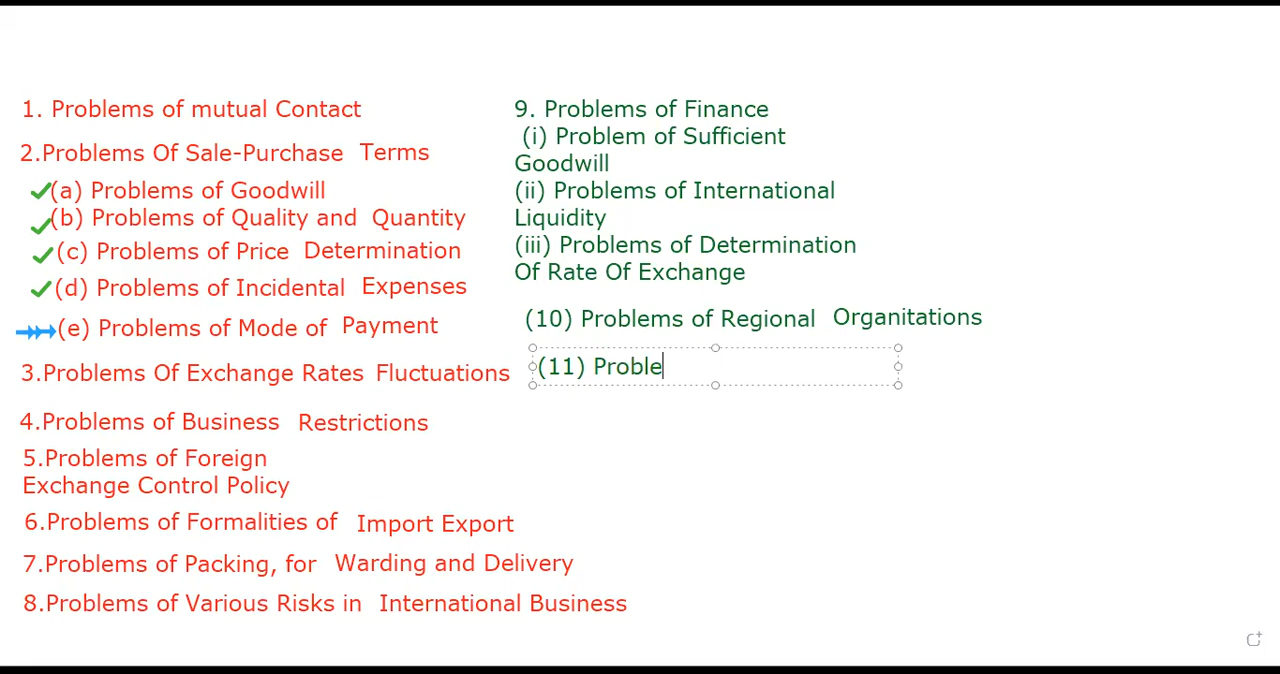 1. Problems of mutual Contact
2.Problems Of Sale-Purchase Terms
(a) Problems of Goodwill
(b) Problems of Quality and Quantity
(c) Problems of Price Determination
(d) Problems of Incidental Expenses
(e) Problems of Mode of Payment
3.Problems Of Exchange Rates Fluctuations
4.Problems of Business Restrictions
5.Problems of Foreign
Exchange Control Policy
6.Problems of Formalities of Import Export
7.Problems of Packing, for Warding and Delivery
8.Problems of Various Risks in International Business
9. Problems of Finance
(i) Problem of Sufficient
Goodwill
(ii) Problems of International
Liquidity
(iii) Problems of Determination
Of Rate Of Exchange
(10) Problems of Regional Organitations
(11) Proble